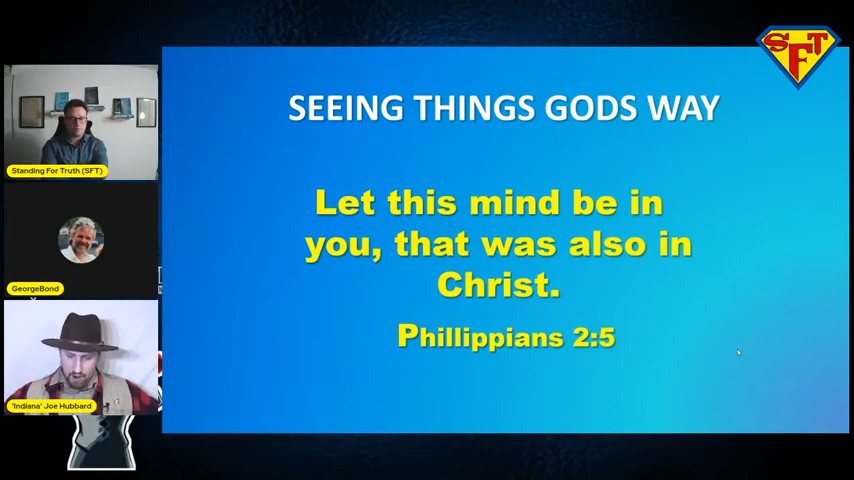 SFT
SEEING THINGS GODS WAY
Let this mind be in
you, that was also in
Christ.
Phillippians 2:5
Standing For Truth (SFT)
GeorgeBond
'Indiana' Joe Hubbard